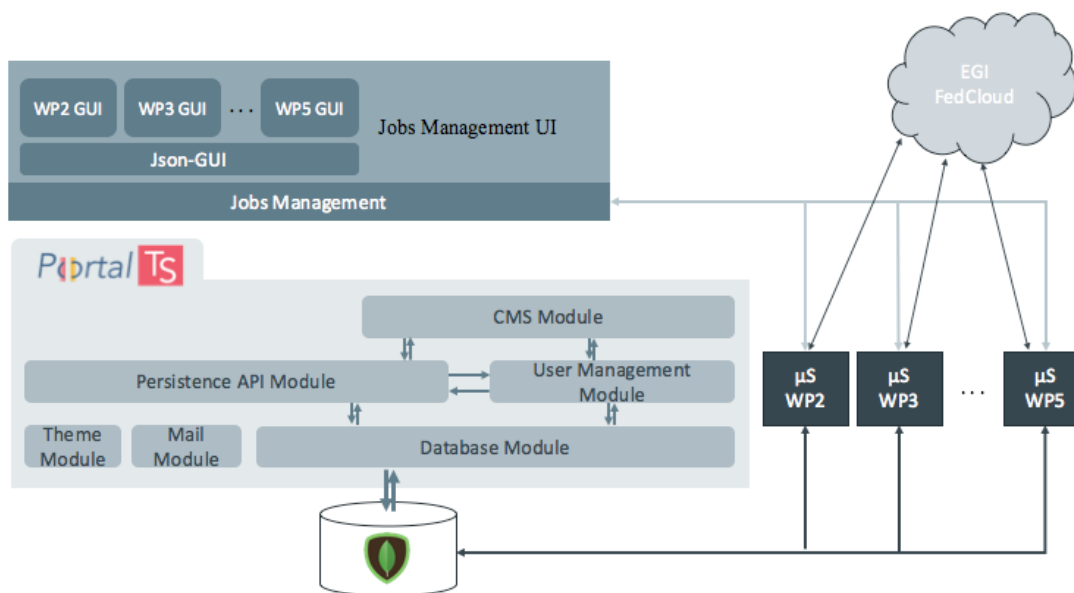 EGI
FedCloud
WP2 GUI
WP3 GUI
...
WP5 GUI
Jobs Management UI
Json-GUI
Jobs Management
Portal TS
CMS Module
Persistence API Module
User Management
Module
Theme
Module
Mail
Module
Database Module
µS
WP2
µS
WP3
...
µS
WP5